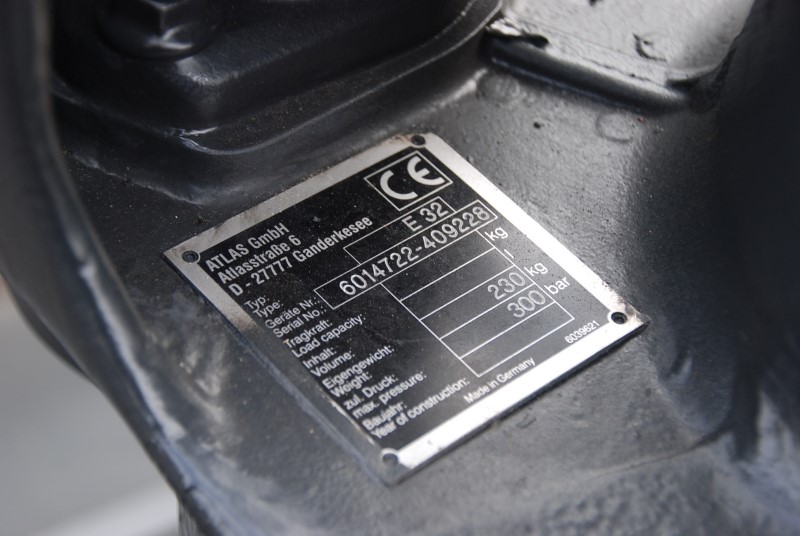 CE
ATLAS GmbH
Atlasstraße 6
D - 27777 Ganderkesee
Typ:
Type: E 32
Geräte Nr.:
Serial No.: 6014722-409228
Tragkraft:
Load capacity: kg
Inhalt:
Volume: l
Eigengewicht:
Weight: 230 kg
zul. Druck:
max. pressure: 300 bar
Baujahr:
Year of construction:
Made in Germany
6039621